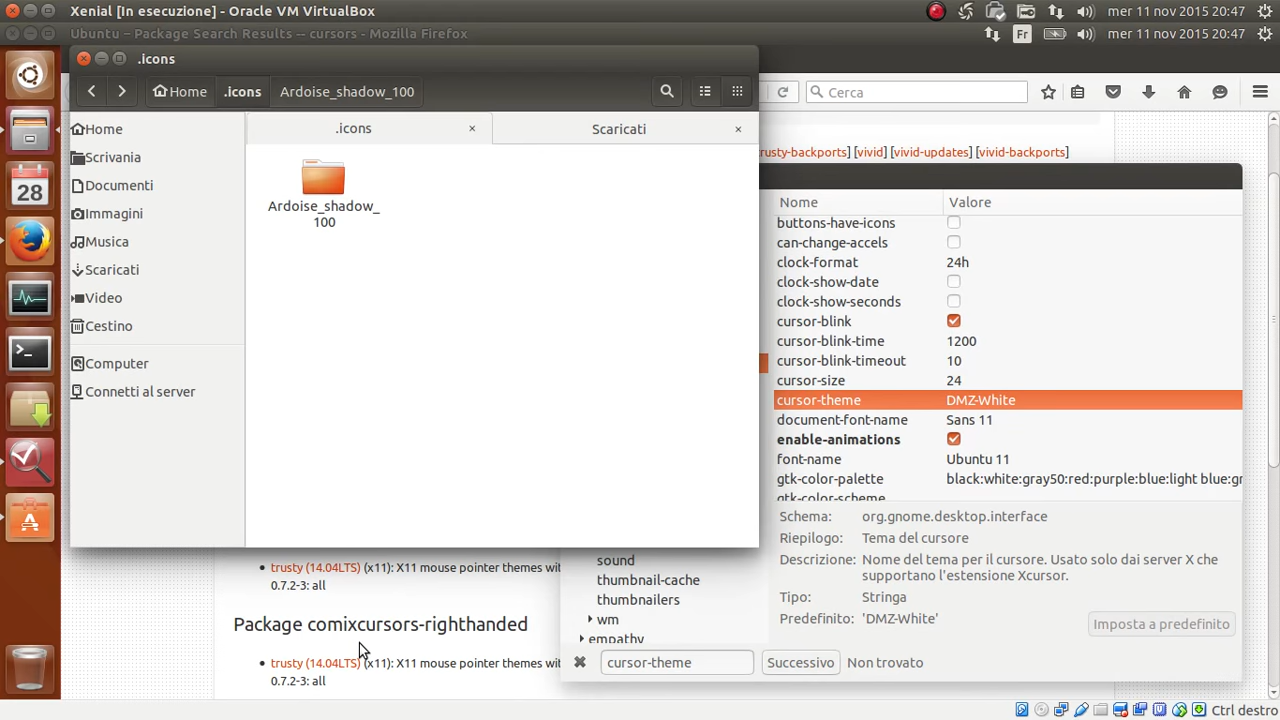 Xenial [In esecuzione] - Oracle VM VirtualBox
mer 11 nov 2015 20:47
Ubuntu – Package Search Results -- cursors - Mozilla Firefox
Fr
mer 11 nov 2015 20:47
.icons
Home
.icons
Ardoise_shadow_100
Cerca
Home
Scrivania
Documenti
Immagini
Musica
Scaricati
Video
Cestino
Computer
Connetti al server
28
.icons
Scaricati
Ardoise_shadow_
100
trusty-backports] [vivid] [vivid-updates] [vivid-backports]
Nome Valore
buttons-have-icons
can-change-accels
clock-format 24h
clock-show-date
clock-show-seconds
cursor-blink
cursor-blink-time 1200
cursor-blink-timeout 10
cursor-size 24
cursor-theme DMZ-White
document-font-name Sans 11
enable-animations
font-name Ubuntu 11
gtk-color-palette black:white:gray50:red:purple:blue:light blue:gr
gtk-color-scheme
Schema: org.gnome.desktop.interface
Riepilogo: Tema del cursore
Descrizione: Nome del tema per il cursore. Usato solo dai server X che
supportano l'estensione Xcursor.
Tipo: Stringa
Predefinito: 'DMZ-White'
Imposta a predefinito
sound
thumbnail-cache
thumbnailers
wm
empathy
cursor-theme
Successivo
Non trovato
trusty (14.04LTS) (x11): X11 mouse pointer themes wit
0.7.2-3: all
Package comixcursors-righthanded
trusty (14.04LTS) (x11): X11 mouse pointer themes wit
0.7.2-3: all
Ctrl destro